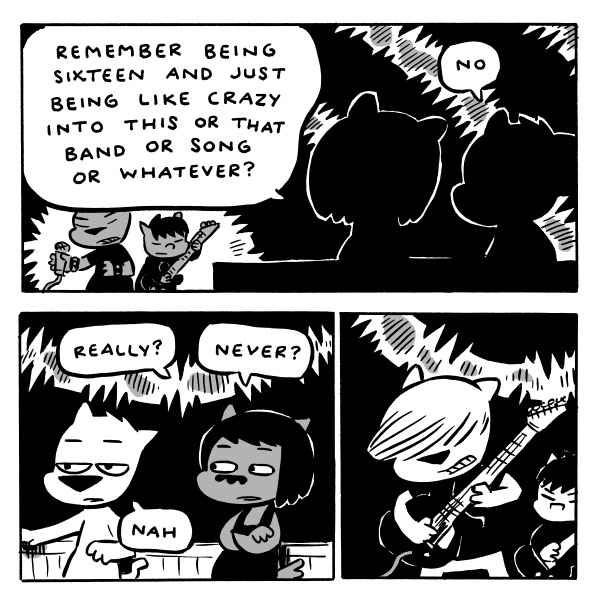 REMEMBER BEING
SIXTEEN AND JUST
BEING LIKE CRAZY
INTO THIS OR THAT
BAND OR SONG
OR WHATEVER?
NO
REALLY?
NEVER?
NAH